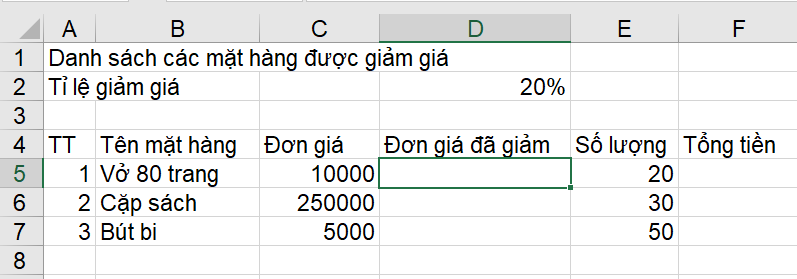 A B C D E F
1 Danh sách các mặt hàng được giảm giá
2 Tỉ lệ giảm giá 20%
3
4 TT Tên mặt hàng Đơn giá Đơn giá đã giảm Số lượng Tổng tiền
5 1 Vở 80 trang 10000 20
6 2 Cặp sách 250000 30
7 3 Bút bi 5000 50
8